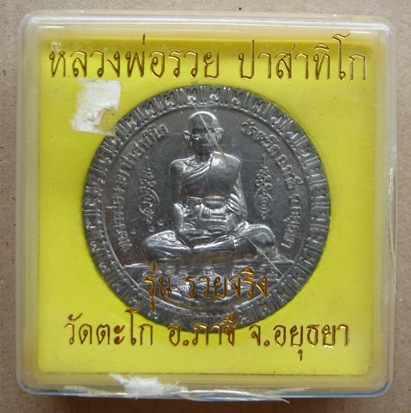 หลวงพ่อรวย ปาสาทิโก
รุ่น รวยจริง
วัดตะโก อ.ภาชี จ.อยุธยา